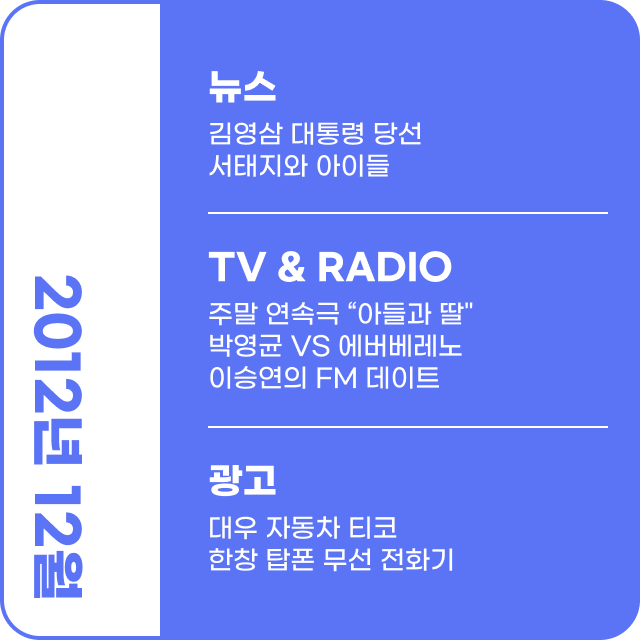 2012년 12월
뉴스
김영삼 대통령 당선
서태지와 아이들
TV & RADIO
주말 연속극 “아들과 딸"
박영균 VS 에버베레노
이승연의 FM 데이트
광고
대우 자동차 티코
한창 탑폰 무선 전화기